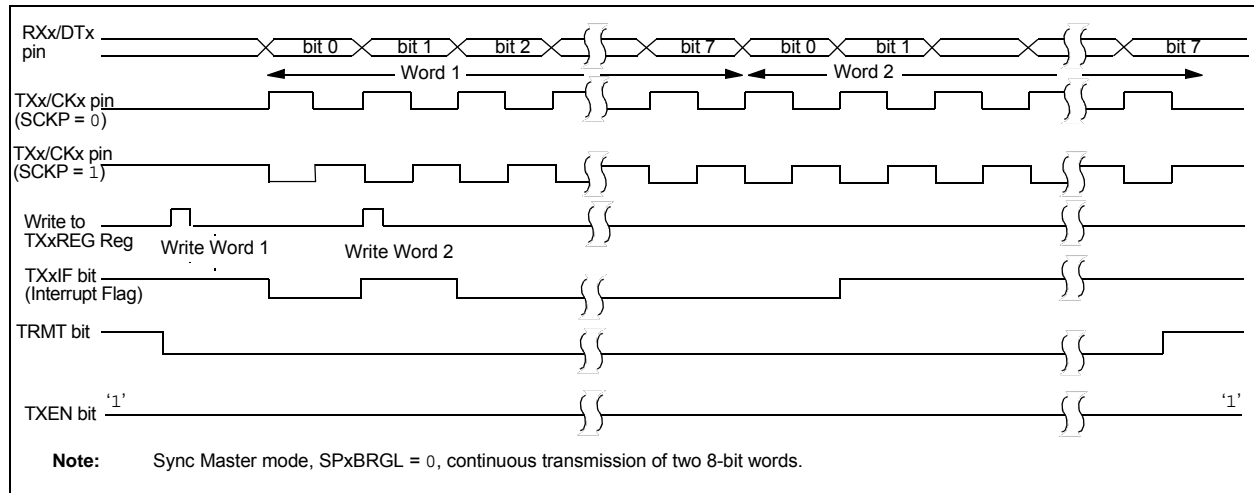 RXx/DTx
pin
bit 0 bit 1 bit 2 bit 7 bit 0 bit 1 bit 7
Word 1 Word 2
TXx/CKx pin
(SCKP = 0)
TXx/CKx pin
(SCKP = 1)
Write to
TXxREG Reg
Write Word 1 Write Word 2
TXxIF bit
(Interrupt Flag)
TRMT bit
TXEN bit
‘1’ ‘1’
Note: Sync Master mode, SPxBRGL = 0, continuous transmission of two 8-bit words.